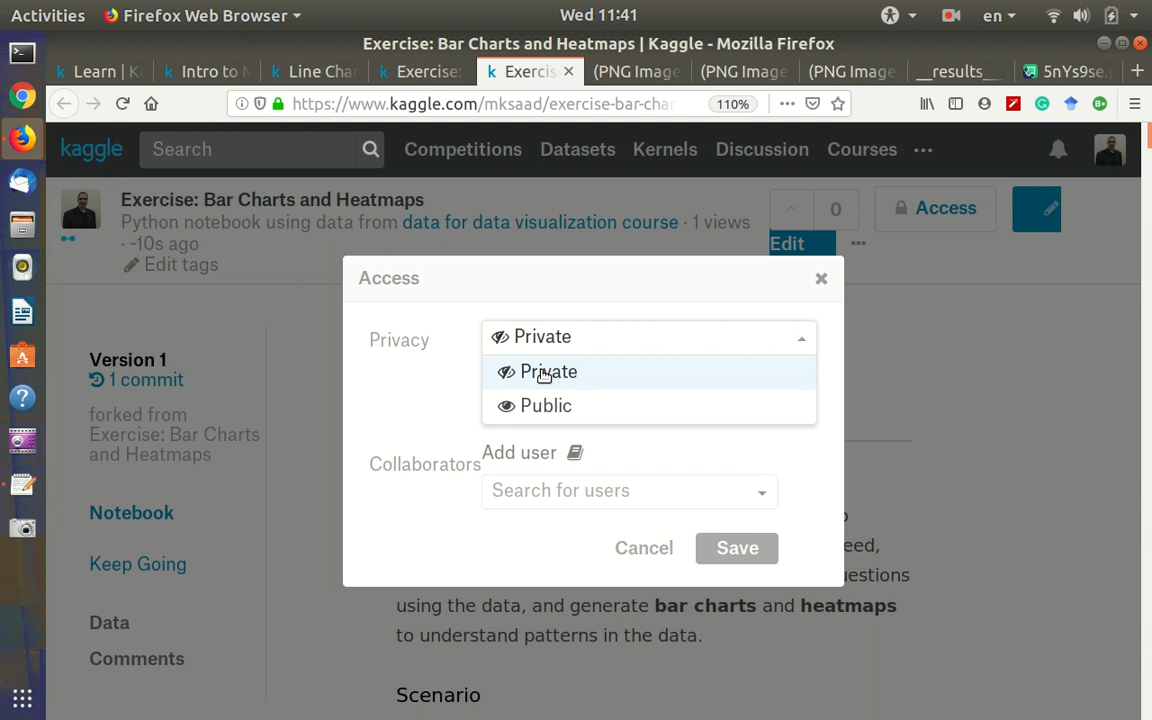 Activities Firefox Web Browser Wed 11:41 en
Exercise: Bar Charts and Heatmaps | Kaggle - Mozilla Firefox
Learn | K Intro to Line Char Exercise: Exercis (PNG Image (PNG Image (PNG Image __results__ 5nYs9se.
https://www.kaggle.com/mksaad/exercise-bar-char 110%
kaggle Search Competitions Datasets Kernels Discussion Courses
Exercise: Bar Charts and Heatmaps
Python notebook using data from data for data visualization course · 1 views
· ~10s ago
Edit tags
0 Access
Edit
Access
Privacy
Private
Private
Public
Collaborators
Add user
Search for users
Cancel Save
Version 1
1 commit
forked from
Exercise: Bar Charts
and Heatmaps
Notebook
Keep Going
Data
Comments
eed,
uestions
using the data, and generate bar charts and heatmaps
to understand patterns in the data.
Scenario